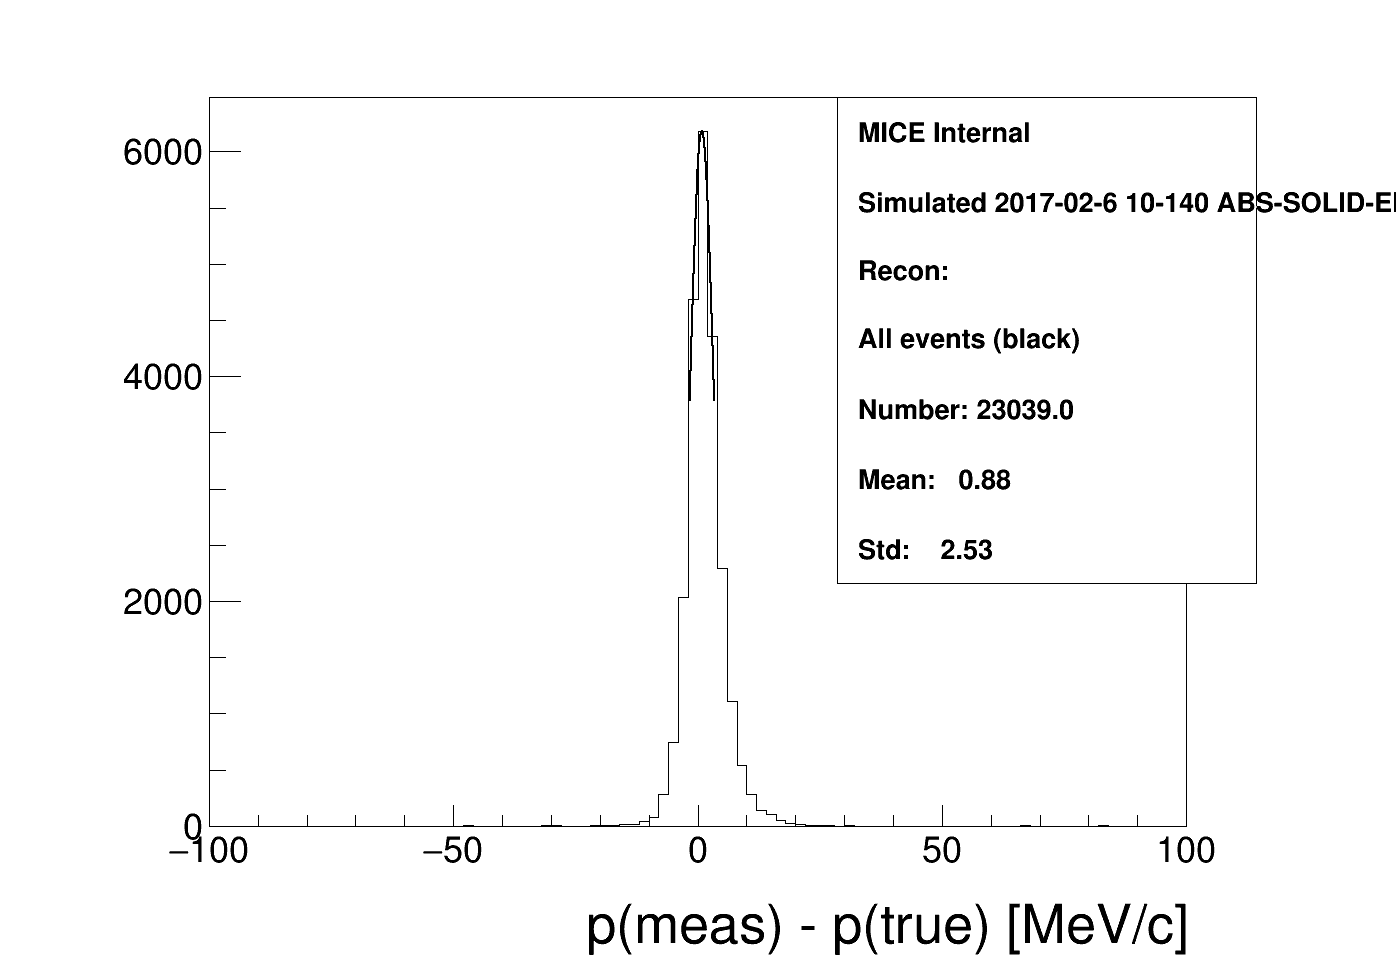 6000
4000
2000
0
−100
−50
0
50
100
p(meas) - p(true) [MeV/c]
MICE Internal
Simulated 2017-02-6 10-140 ABS-SOLID-E
Recon:
All events (black)
Number: 23039.0
Mean: 0.88
Std: 2.53